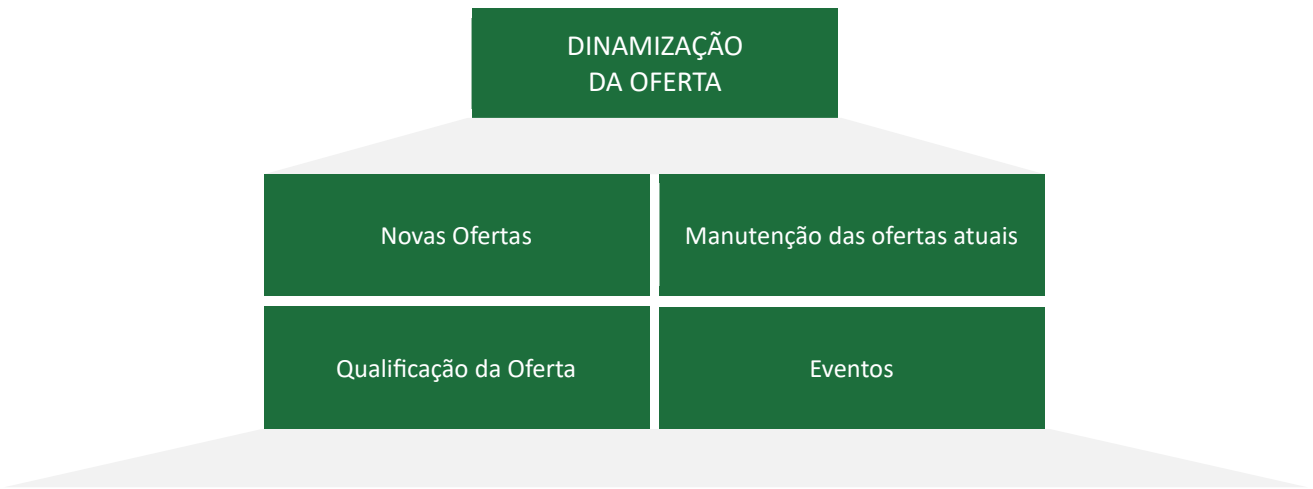 DINAMIZAÇÃO
DA OFERTA
Novas Ofertas
Manutenção das ofertas atuais
Qualificação da Oferta
Eventos